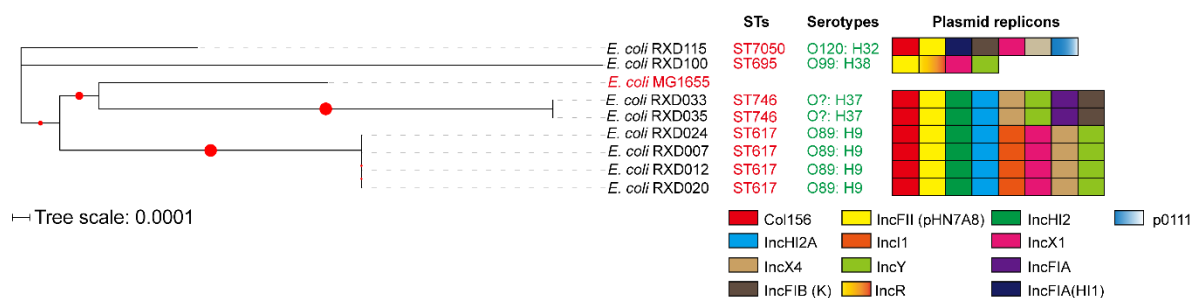 STs Serotypes Plasmid replicons
E. coli RXD115 ST7050 O120: H32
E. coli RXD100 ST695 O99: H38
E. coli MG1655
E. coli RXD033 ST746 O?: H37
E. coli RXD035 ST746 O?: H37
E. coli RXD024 ST617 O89: H9
E. coli RXD007 ST617 O89: H9
E. coli RXD012 ST617 O89: H9
E. coli RXD020 ST617 O89: H9
Tree scale: 0.0001
Col156 IncFII (pHN7A8) IncHI2 p0111
IncHI2A IncI1 IncX1
IncX4 IncY IncFIA
IncFIB (K) IncR IncFIA(HI1)